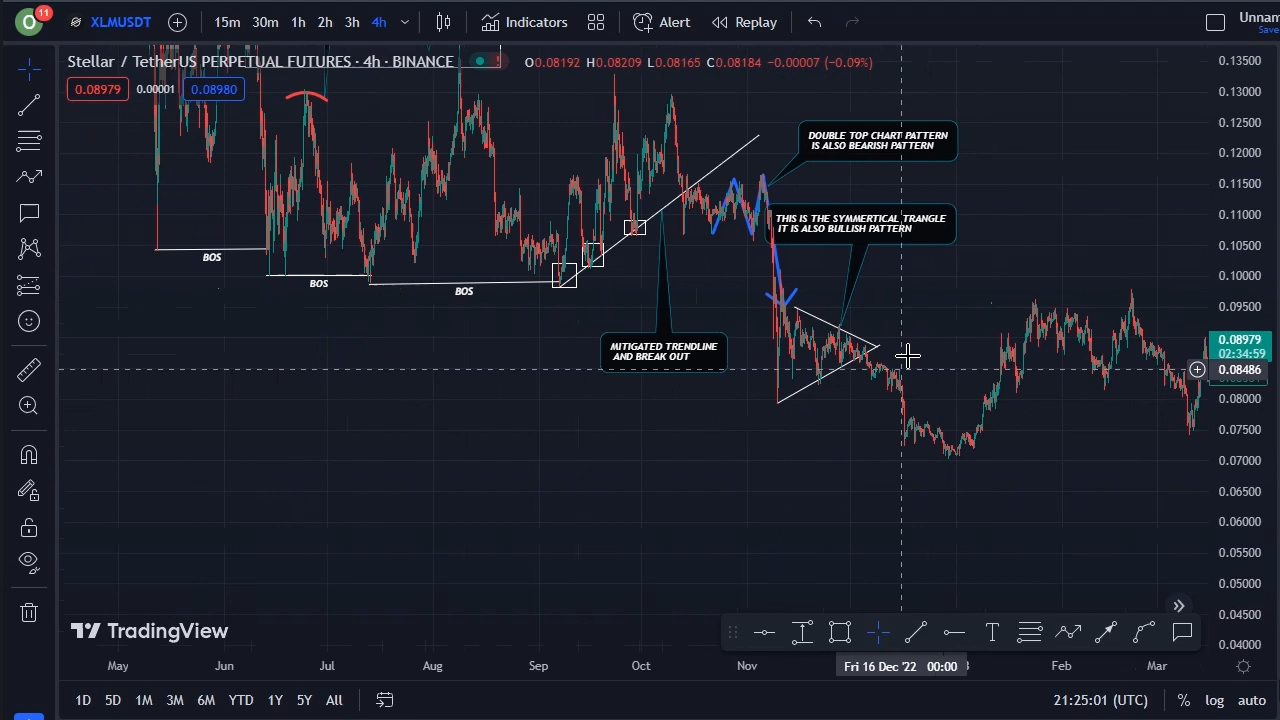 O
11
XLMUSDT
15m 30m 1h 2h 3h 4h
Indicators
Alert
Replay
Unnam
Save
Stellar / TetherUS PERPETUAL FUTURES · 4h · BINANCE
O0.08192 H0.08209 L0.08165 C0.08184 −0.00007 (−0.09%)
0.08979 0.00001 0.08980
0.13500
0.13000
0.12500
0.12000
0.11500
0.11000
0.10500
0.10000
0.09500
0.08979
02:34:59
0.08486
0.08000
0.07500
0.07000
0.06500
0.06000
0.05500
0.05000
0.04500
0.04000
DOUBLE TOP CHART PATTERN
IS ALSO BEARISH PATTERN
THIS IS THE SYMMERTICAL TRANGLE
IT IS ALSO BULLISH PATTERN
BOS
BOS
BOS
MITIGATED TRENDLINE
AND BREAK OUT
TradingView
T
May Jun Jul Aug Sep Oct Nov Fri 16 Dec '22 00:00 3 Feb Mar
1D 5D 1M 3M 6M YTD 1Y 5Y All
21:25:01 (UTC) % log auto